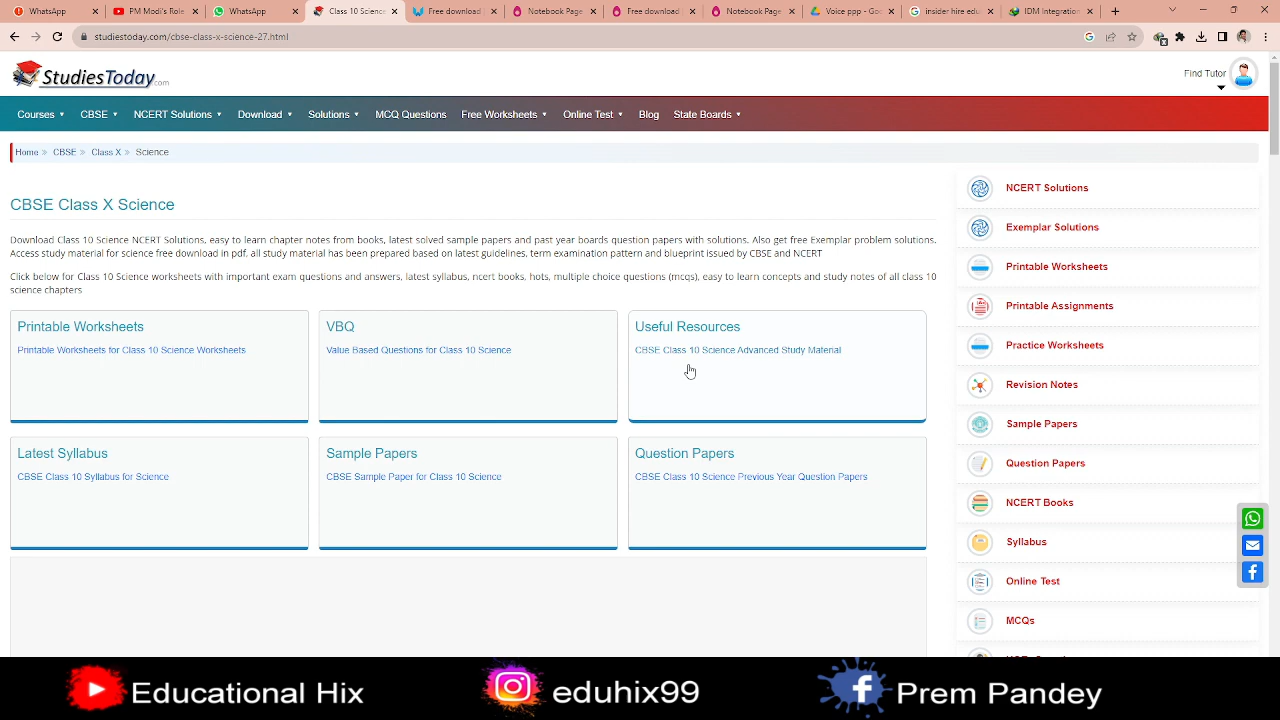 WhatsApp
PM Modi's Role
WhatsApp
Class 10 Science
Free download
Notebook Page
Free download
Notebook Page
Voice ppp - Goo
insider hire edu
IDM Integration
studiestoday.com/cbse-class-x-science-27.html
StudiesToday.com
Find Tutor
Courses
CBSE
NCERT Solutions
Download
Solutions
MCQ Questions
Free Worksheets
Online Test
Blog
State Boards
Home » CBSE » Class X » Science
CBSE Class X Science
Download Class 10 Science NCERT Solutions, easy to learn chapter notes from books, latest solved sample papers and past year boards question papers with solutions. Also get free Exemplar problem solutions.
Access study material for science free download in pdf. all study material has been prepared based on latest guidelines, term examination pattern and blueprint issued by CBSE and NCERT
Click below for Class 10 Science worksheets with important exam questions and answers, latest syllabus, ncert books, hots, multiple choice questions (mcqs), easy to learn concepts and study notes of all class 10
science chapters
Printable Worksheets
Printable Worksheets for Class 10 Science Worksheets
VBQ
Value Based Questions for Class 10 Science
Useful Resources
CBSE Class 10 Science Advanced Study Material
Latest Syllabus
CBSE Class 10 Syllabus for Science
Sample Papers
CBSE Sample Paper for Class 10 Science
Question Papers
CBSE Class 10 Science Previous Year Question Papers
NCERT Solutions
Exemplar Solutions
Printable Worksheets
Printable Assignments
Practice Worksheets
Revision Notes
Sample Papers
Question Papers
NCERT Books
Syllabus
Online Test
MCQs
Educational Hix
eduhix99
Prem Pandey